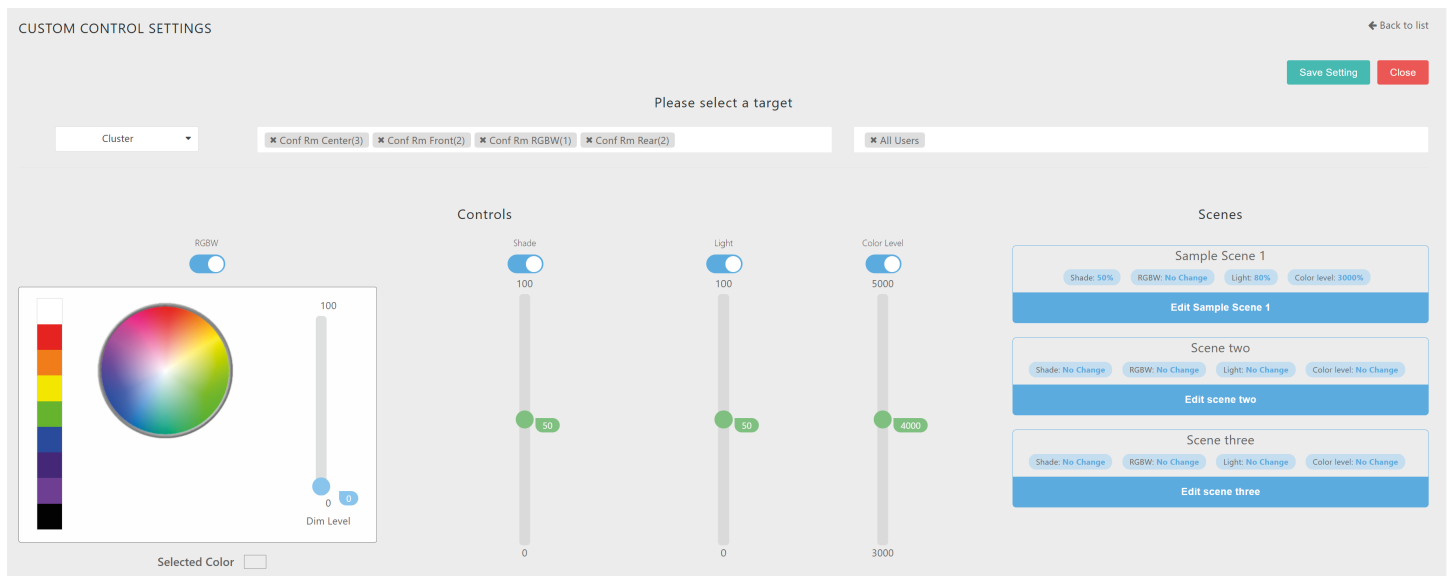 CUSTOM CONTROL SETTINGS
Back to list
Save Setting Close
Please select a target
Cluster
Conf Rm Center(3) Conf Rm Front(2) Conf Rm RGBW(1) Conf Rm Rear(2)
All Users
Controls
RGBW
100
0
0
Dim Level
Selected Color
Shade
100
50
0
Light
100
50
0
Color Level
5000
4000
3000
Scenes
Sample Scene 1
Shade: 50% RGBW: No Change Light: 80% Color level: 3000%
Edit Sample Scene 1
Scene two
Shade: No Change RGBW: No Change Light: No Change Color level: No Change
Edit scene two
Scene three
Shade: No Change RGBW: No Change Light: No Change Color level: No Change
Edit scene three